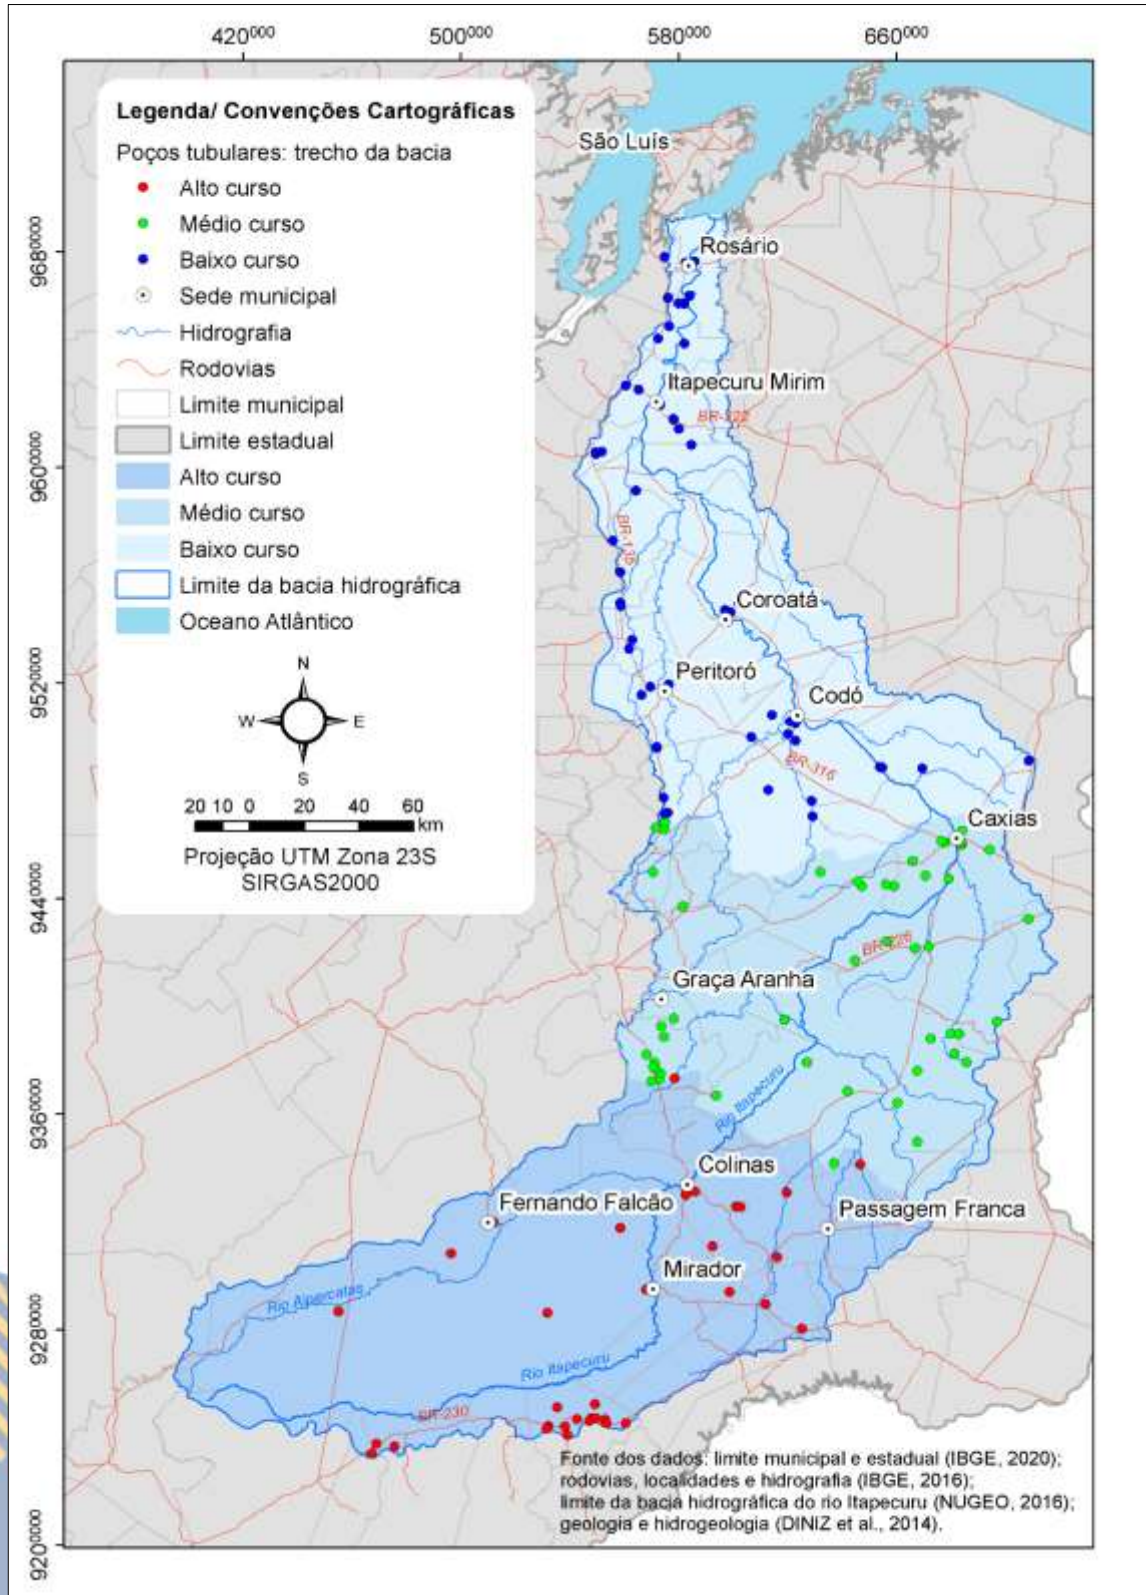 420000
500000
580000
660000
Legenda/ Convenções Cartográficas
Poços tubulares: trecho da bacia
Alto curso
Médio curso
Baixo curso
Sede municipal
Hidrografia
Rodovias
Limite municipal
Limite estadual
Alto curso
Médio curso
Baixo curso
Limite da bacia hidrográfica
Oceano Atlântico
N
W
E
S
20 10 0 20 40 60
km
Projeção UTM Zona 23S
SIRGAS2000
9680000
9600000
9520000
9440000
9360000
9280000
9200000
São Luís
Rosário
Itapecuru Mirim
BR-222
BR-135
Coroatá
Peritoró
Codó
BR-316
Caxias
BR-226
Graça Aranha
Rio Itapecuru
Colinas
Fernando Falcão
Passagem Franca
Mirador
Rio Alpercatas
Rio Itapecuru
BR-230
Fonte dos dados: limite municipal e estadual (IBGE, 2020);
rodovias, localidades e hidrografia (IBGE, 2016);
limite da bacia hidrográfica do rio Itapecuru (NUGEO, 2016);
geologia e hidrogeologia (DINIZ et al., 2014).